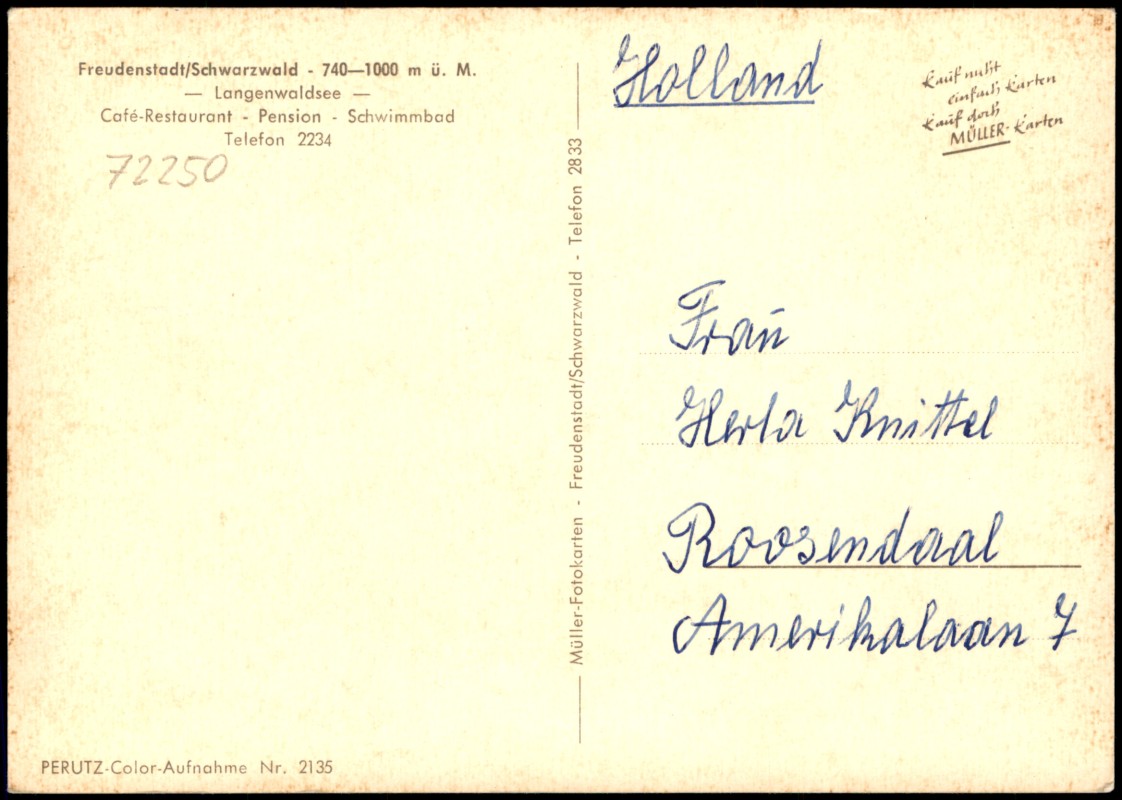 Freudenstadt/Schwarzwald - 740—1000 m ü. M.
— Langenwaldsee —
Café-Restaurant - Pension - Schwimmbad
Telefon 2234
72250
PERUTZ-Color-Aufnahme Nr. 2135
Müller-Fotokarten - Freudenstadt/Schwarzwald - Telefon 2833
Holland
Kauf nicht
einfach Karten
Kauf doch
MÜLLER-Karten
Frau
Herta Knittel
Roosendaal
Amerikalaan 7